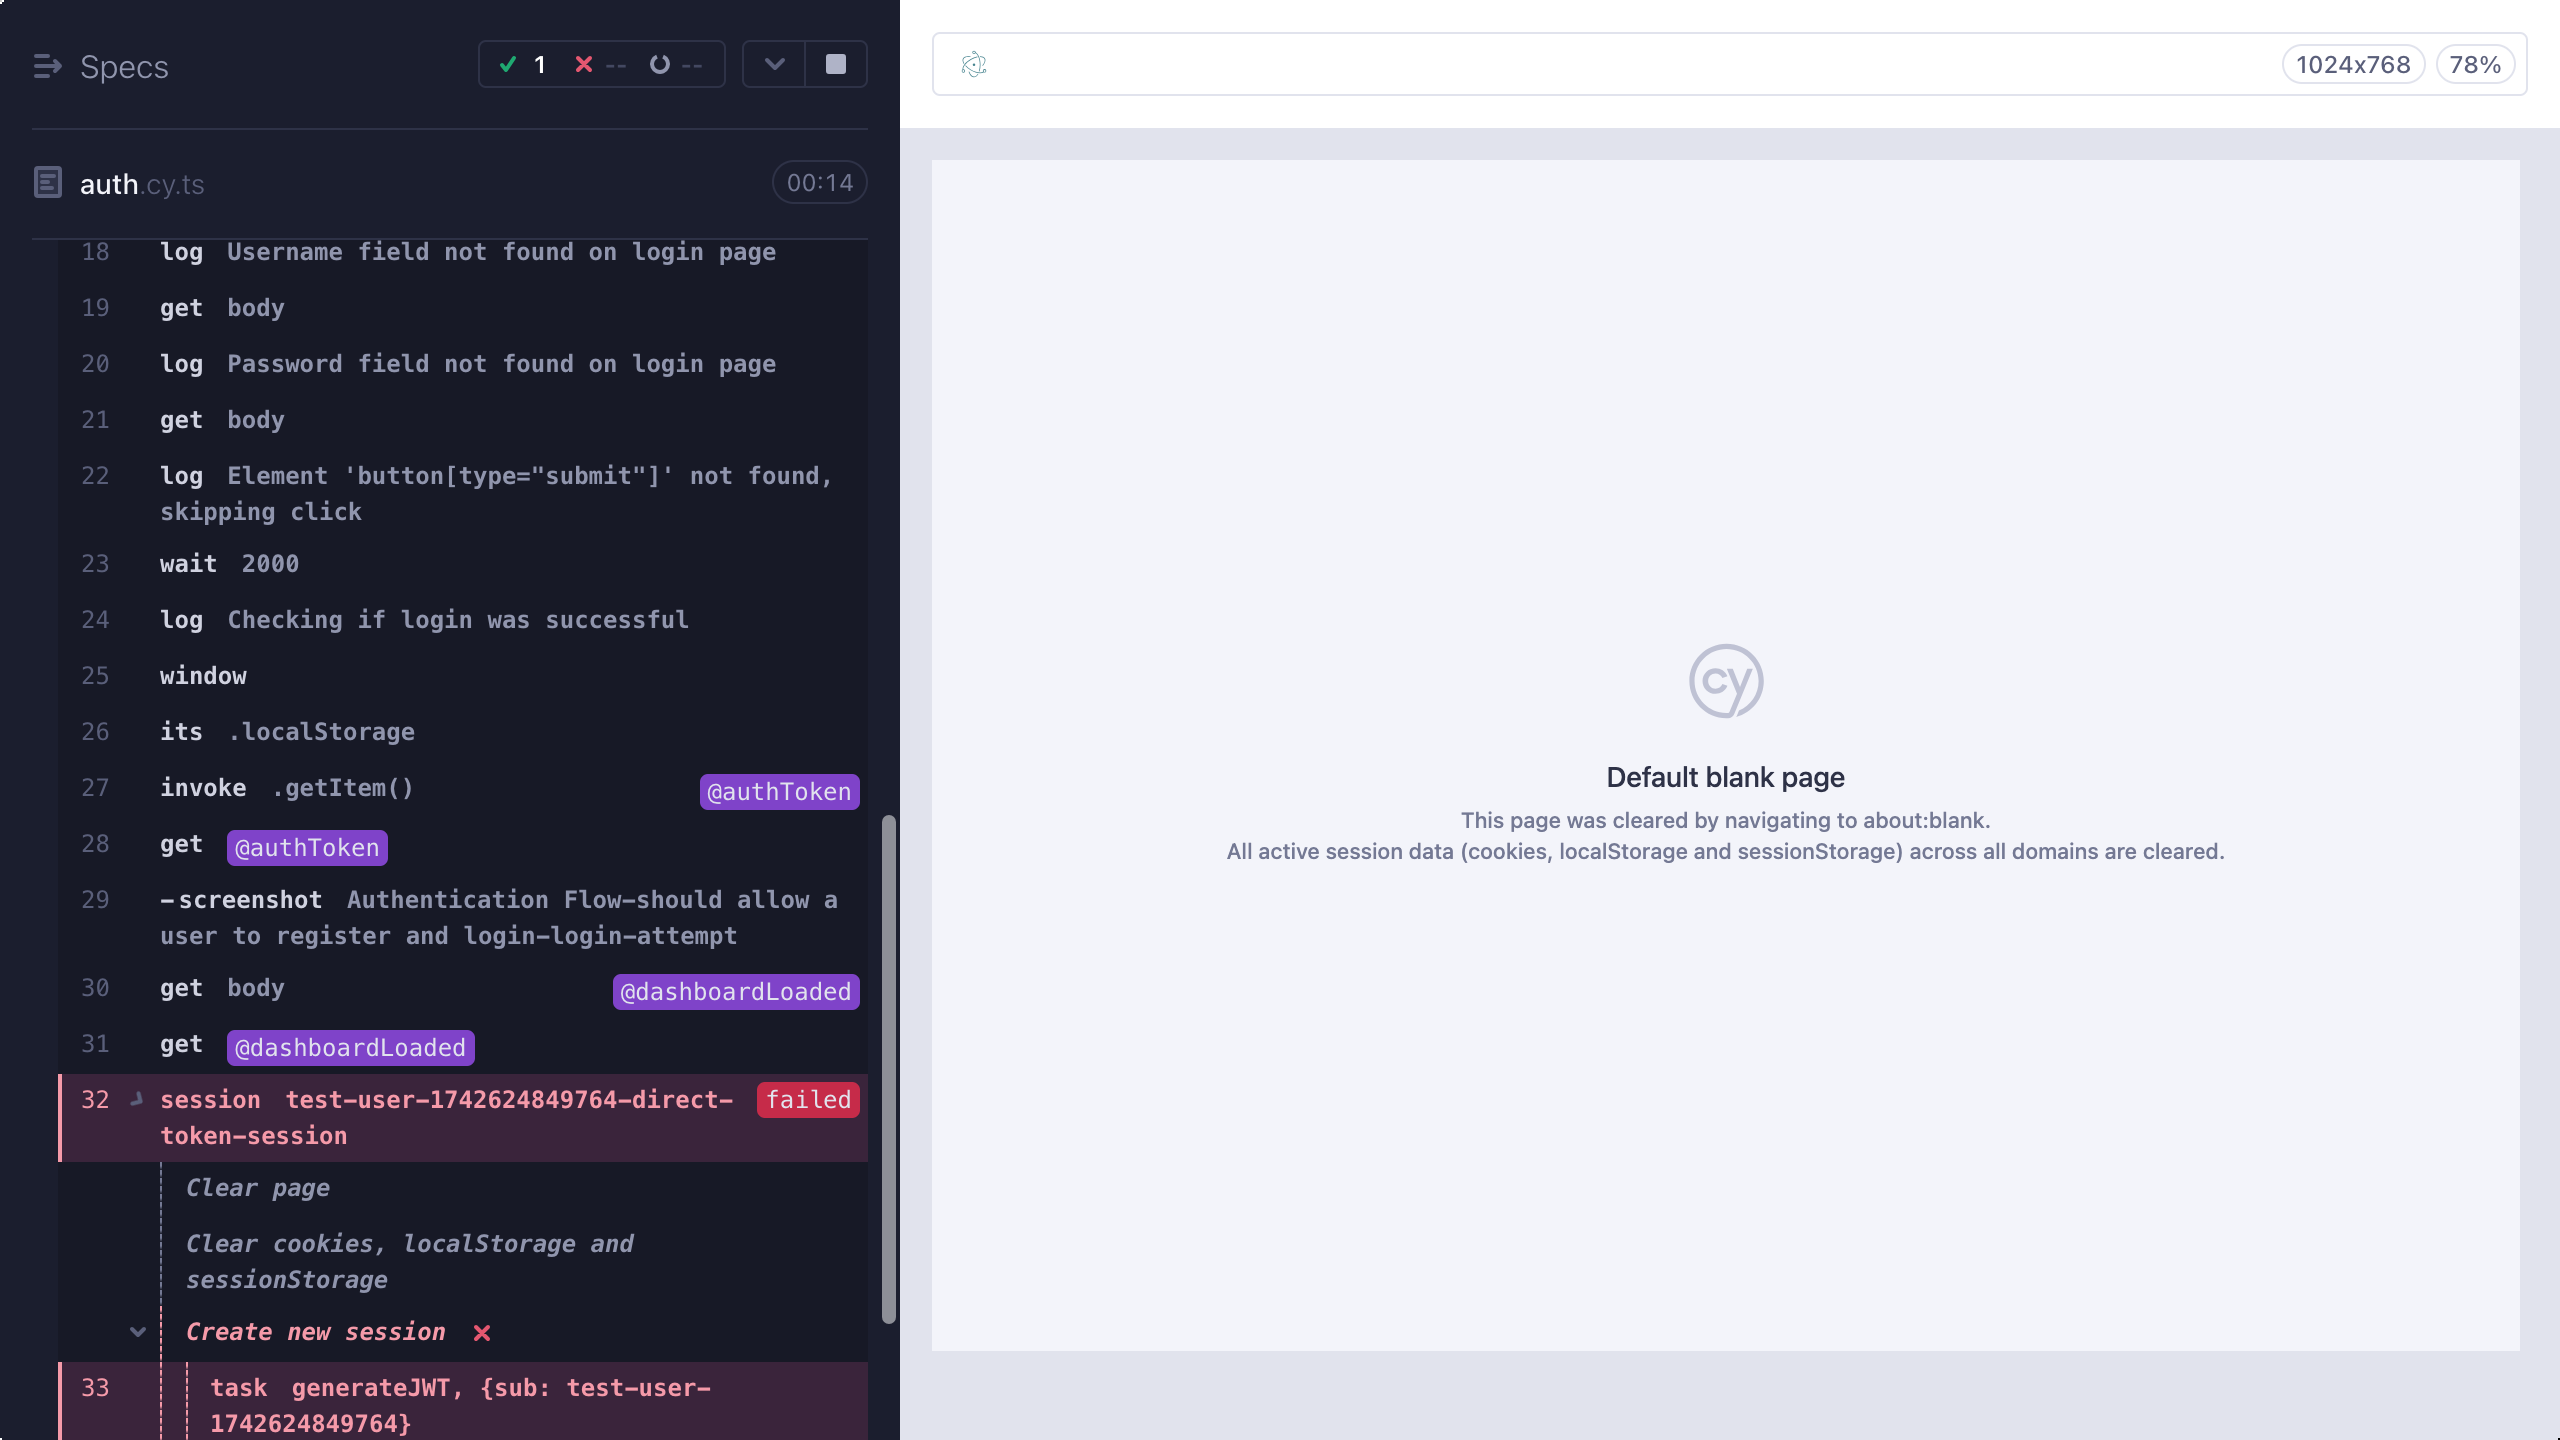 Specs
1 -- --
auth.cy.ts
00:14
18 log Username field not found on login page
19 get body
20 log Password field not found on login page
21 get body
22 log Element 'button[type="submit"]' not found,
skipping click
23 wait 2000
24 log Checking if login was successful
25 window
26 its .localStorage
27 invoke .getItem() @authToken
28 get @authToken
29 -screenshot Authentication Flow-should allow a
user to register and login-login-attempt
30 get body @dashboardLoaded
31 get @dashboardLoaded
32 session test-user-1742624849764-direct-
token-session failed
Clear page
Clear cookies, localStorage and
sessionStorage
Create new session
33 task generateJWT, {sub: test-user-
1742624849764}
1024x768 78%
cy
Default blank page
This page was cleared by navigating to about:blank.
All active session data (cookies, localStorage and sessionStorage) across all domains are cleared.